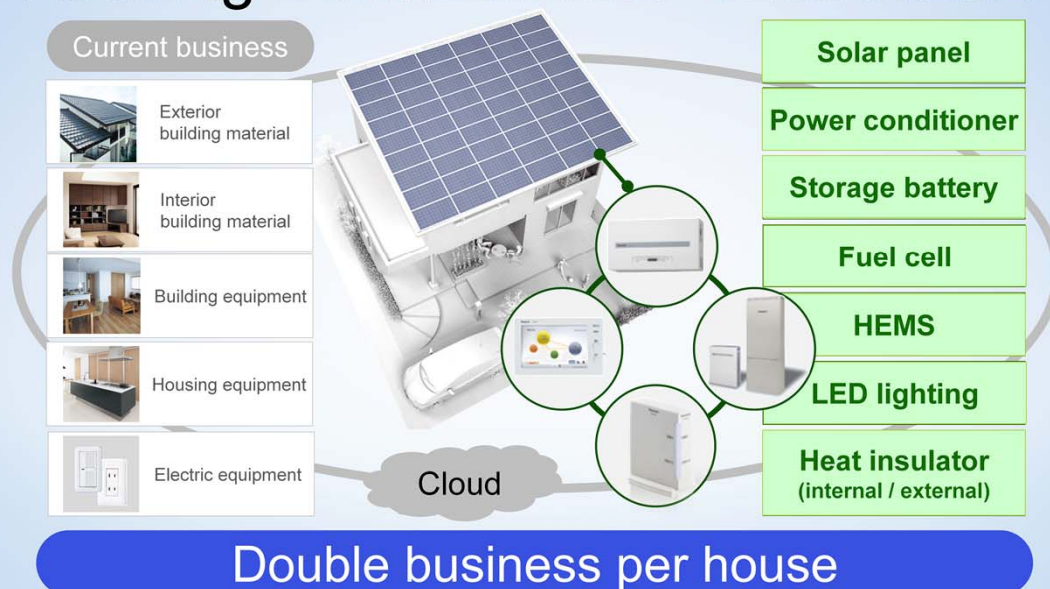 Current business
Exterior
building material
Interior
building material
Building equipment
Housing equipment
Electric equipment
Cloud
Solar panel
Power conditioner
Storage battery
Fuel cell
HEMS
LED lighting
Heat insulator
(internal / external)
Double business per house